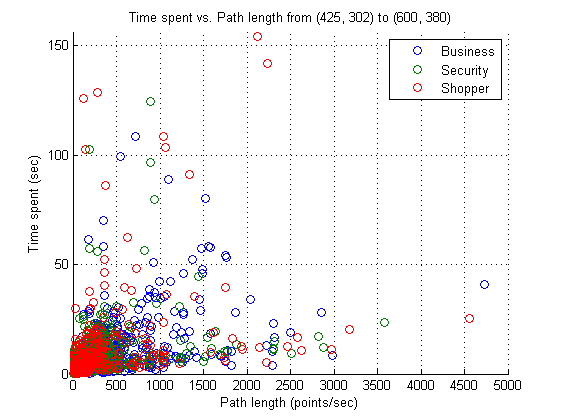 Time spent vs. Path length from (425, 302) to (600, 380)
150
100
50
0
Time spent (sec)
Business
Security
Shopper
0 500 1000 1500 2000 2500 3000 3500 4000 4500 5000
Path length (points/sec)